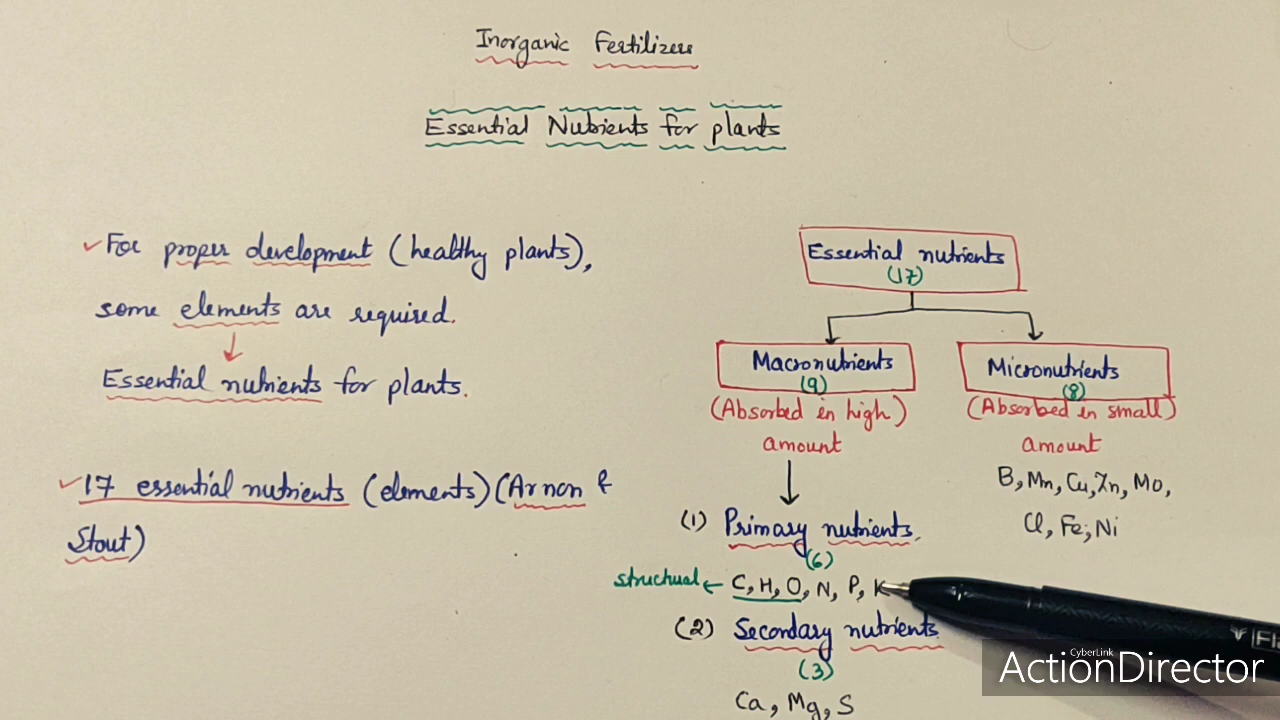 Inorganic Fertilizers
Essential Nutrients for plants
✓For proper development (healthy plants),
some elements are required.
↓
Essential nutrients for plants.
✓17 essential nutrients (elements) (Arnon &
Stout)
Essential nutrients
(17)
Macronutrients
(9)
(Absorbed in high)
amount
(1) Primary nutrients.
(6)
structual ← C, H, O, N, P, K
(2) Secondary nutrients.
(3)
Ca, Mg, S
Micronutrients
(8)
(Absorbed in small)
amount
B, Mn, Cu, Zn, Mo,
Cl, Fe, Ni
CyberLink
ActionDirector